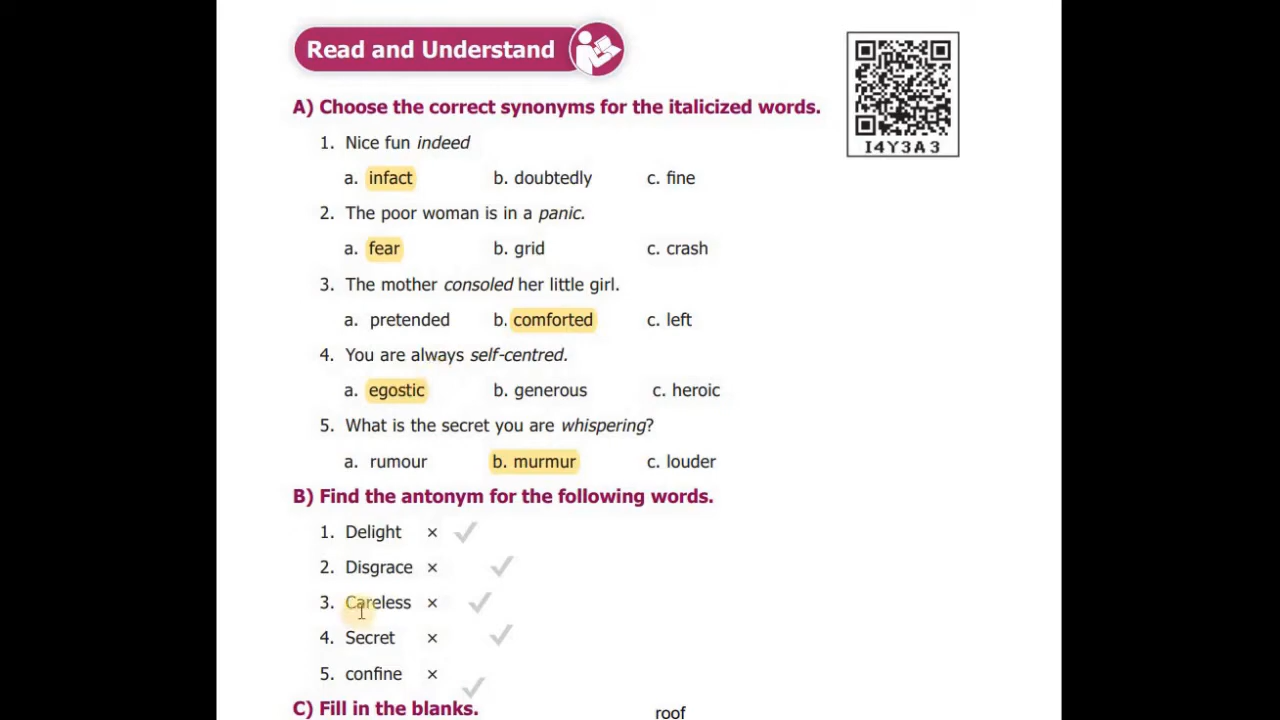 Read and Understand
I4Y3A3
A) Choose the correct synonyms for the italicized words.
1. Nice fun indeed
a. infact b. doubtedly c. fine
2. The poor woman is in a panic.
a. fear b. grid c. crash
3. The mother consoled her little girl.
a. pretended b. comforted c. left
4. You are always self-centred.
a. egostic b. generous c. heroic
5. What is the secret you are whispering?
a. rumour b. murmur c. louder
B) Find the antonym for the following words.
1. Delight ×
2. Disgrace ×
3. Careless ×
4. Secret ×
5. confine ×
C) Fill in the blanks.
roof